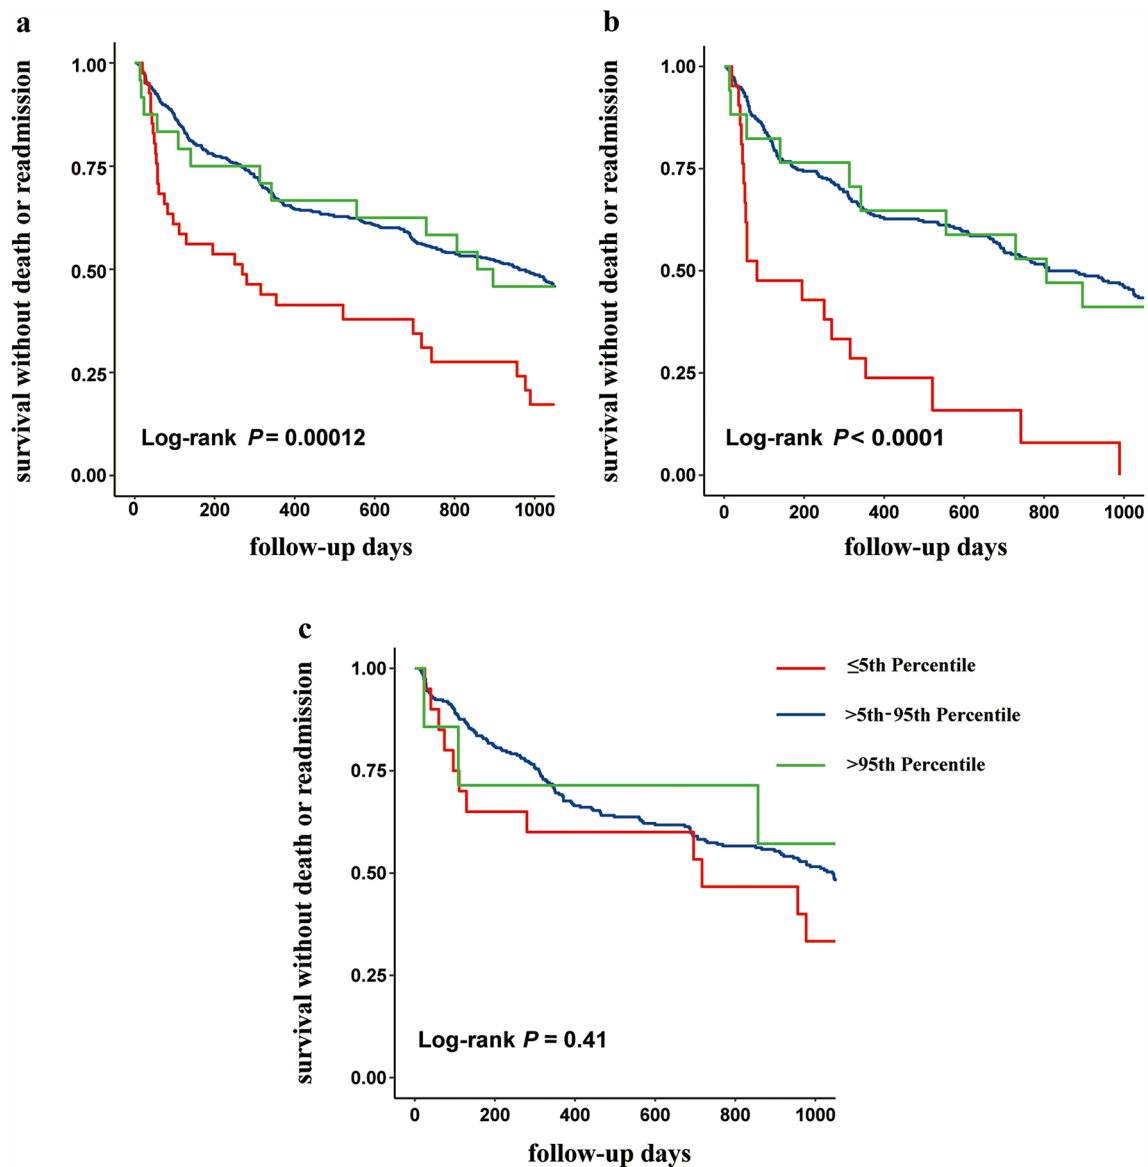 a
survival without death or readmission
1.00
0.75
0.50
0.25
0.00
Log-rank P = 0.00012
0 200 400 600 800 1000
follow-up days
b
survival without death or readmission
1.00
0.75
0.50
0.25
0.00
Log-rank P < 0.0001
0 200 400 600 800 1000
follow-up days
c
survival without death or readmission
1.00
0.75
0.50
0.25
0.00
Log-rank P = 0.41
0 200 400 600 800 1000
follow-up days
≤5th Percentile
>5th-95th Percentile
>95th Percentile